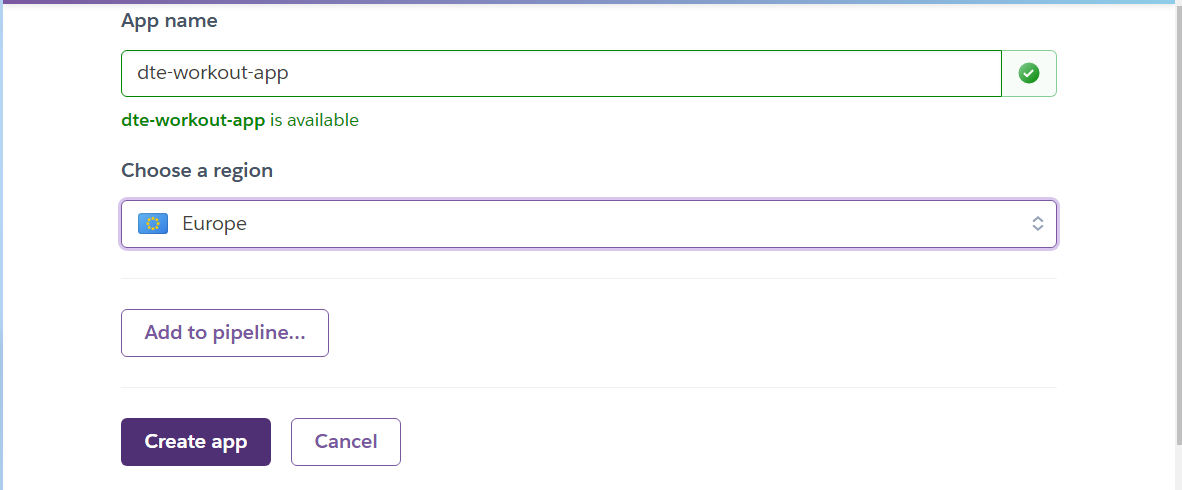 App name
dte-workout-app
dte-workout-app is available
Choose a region
Europe
Add to pipeline...
Create app
Cancel